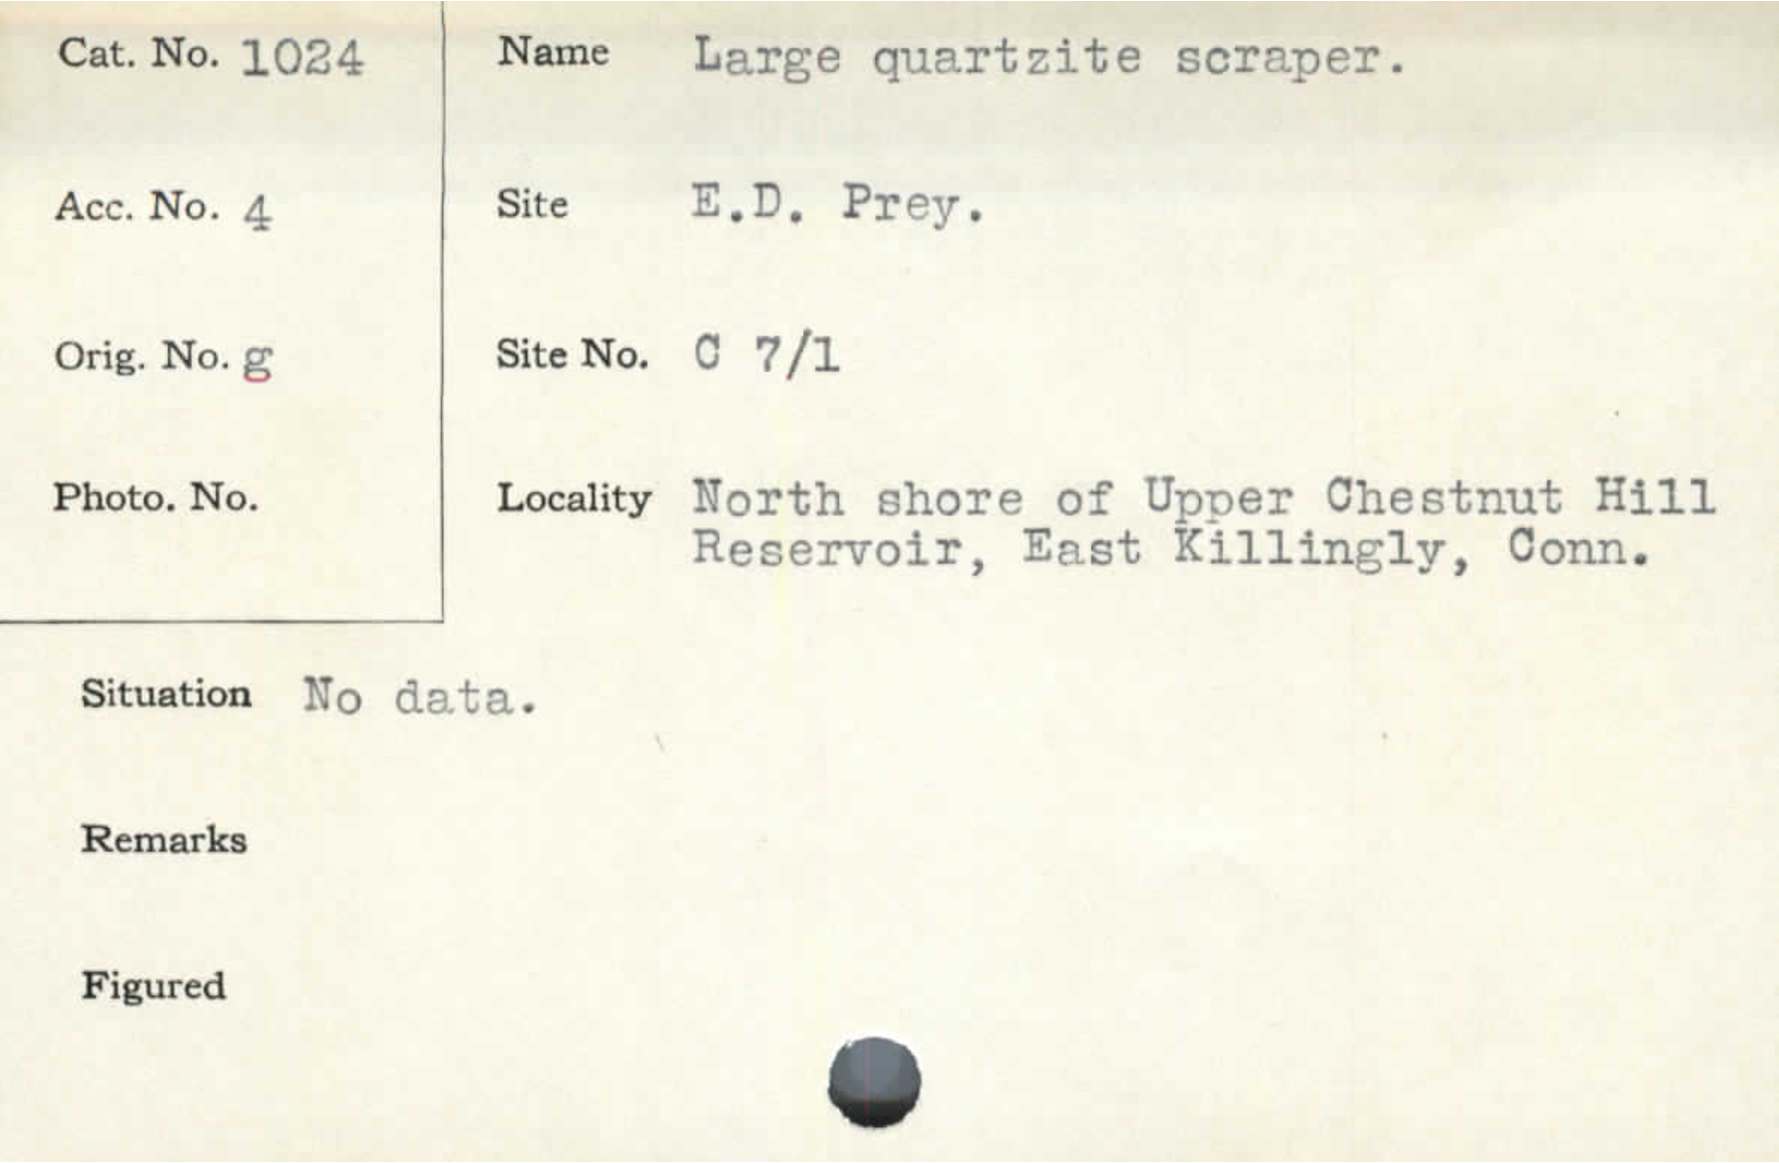 Cat. No. 1024
Name Large quartzite scraper.
Acc. No. 4
Site E.D. Prey.
Orig. No. g
Site No. C 7/1
Photo. No.
Locality North shore of Upper Chestnut Hill
Reservoir, East Killingly, Conn.
Situation No data.
Remarks
Figured